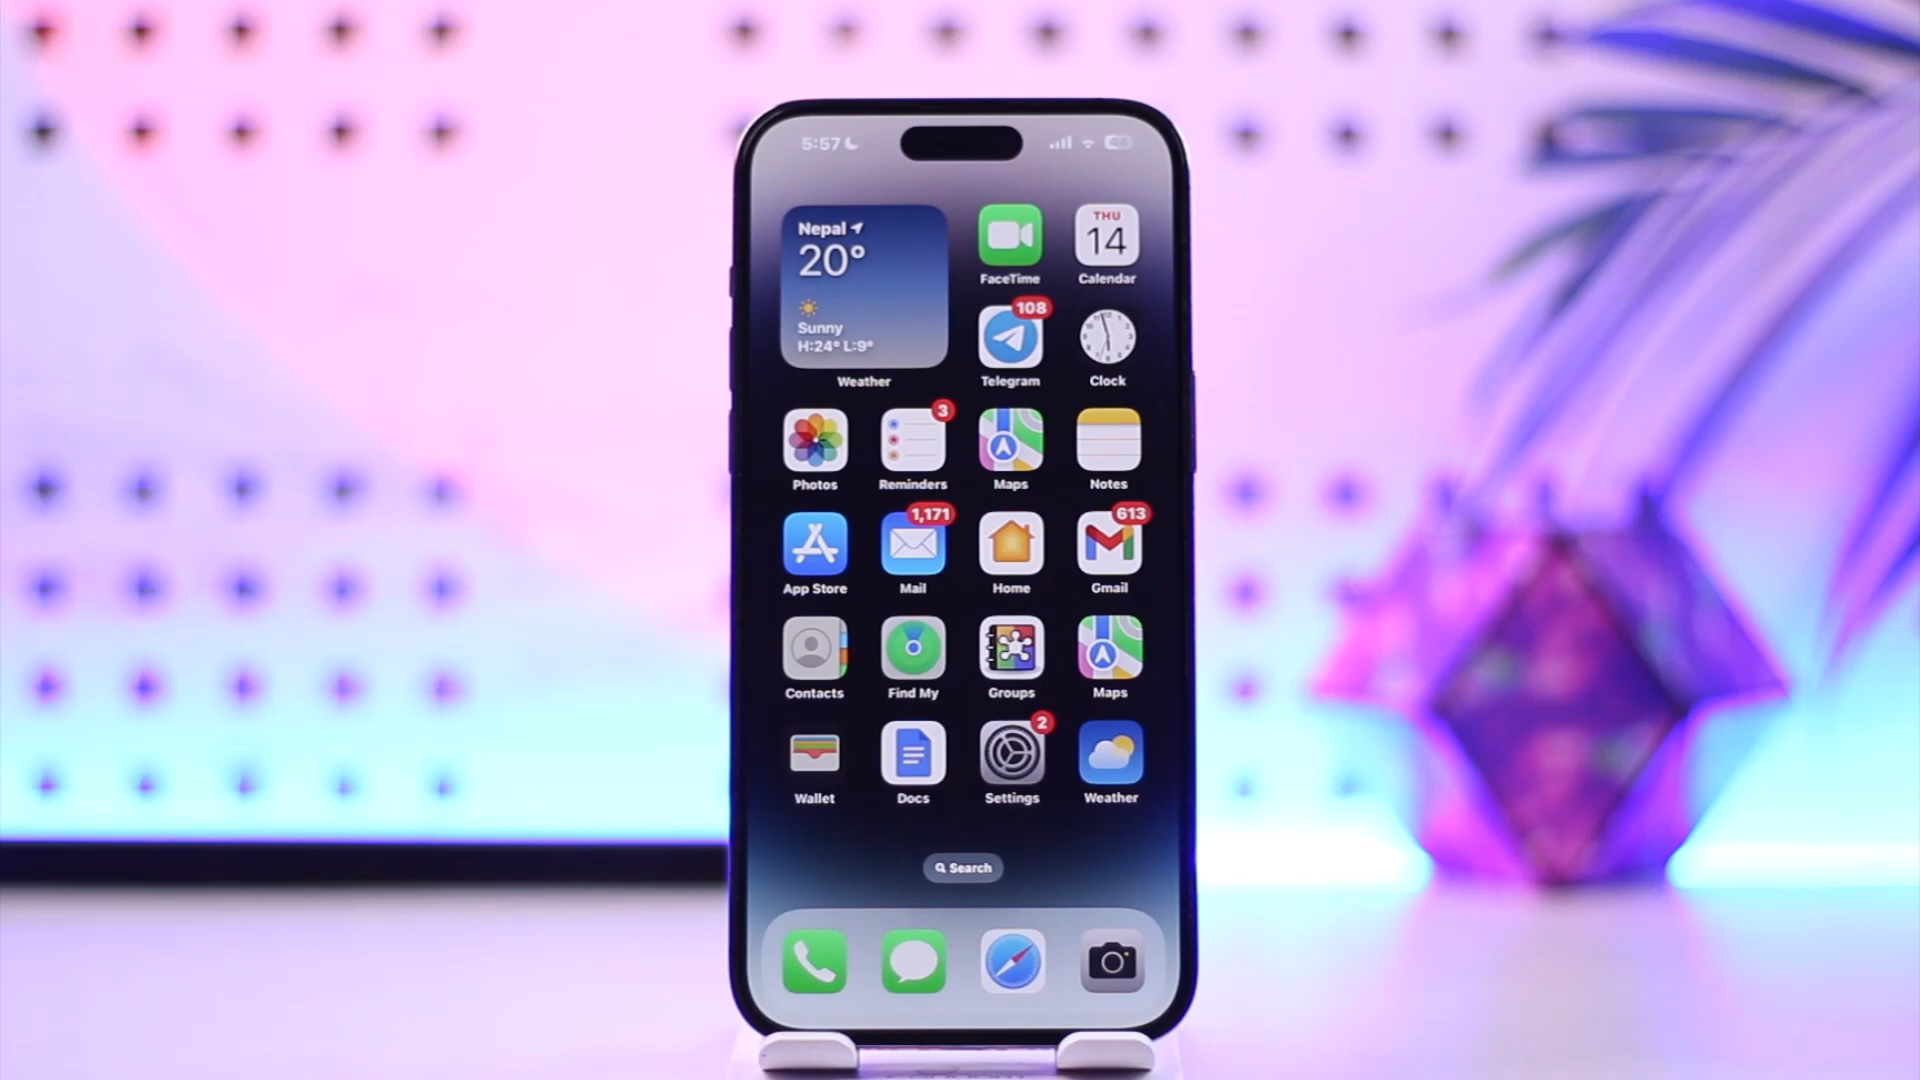 5:57
Nepal
20°
Sunny
H:24° L:9°
Weather
FaceTime
THU
14
Calendar
108
Telegram
Clock
Photos
3
Reminders
Maps
Notes
App Store
1,171
Mail
Home
613
Gmail
Contacts
Find My
Groups
Maps
Wallet
Docs
2
Settings
Weather
Search